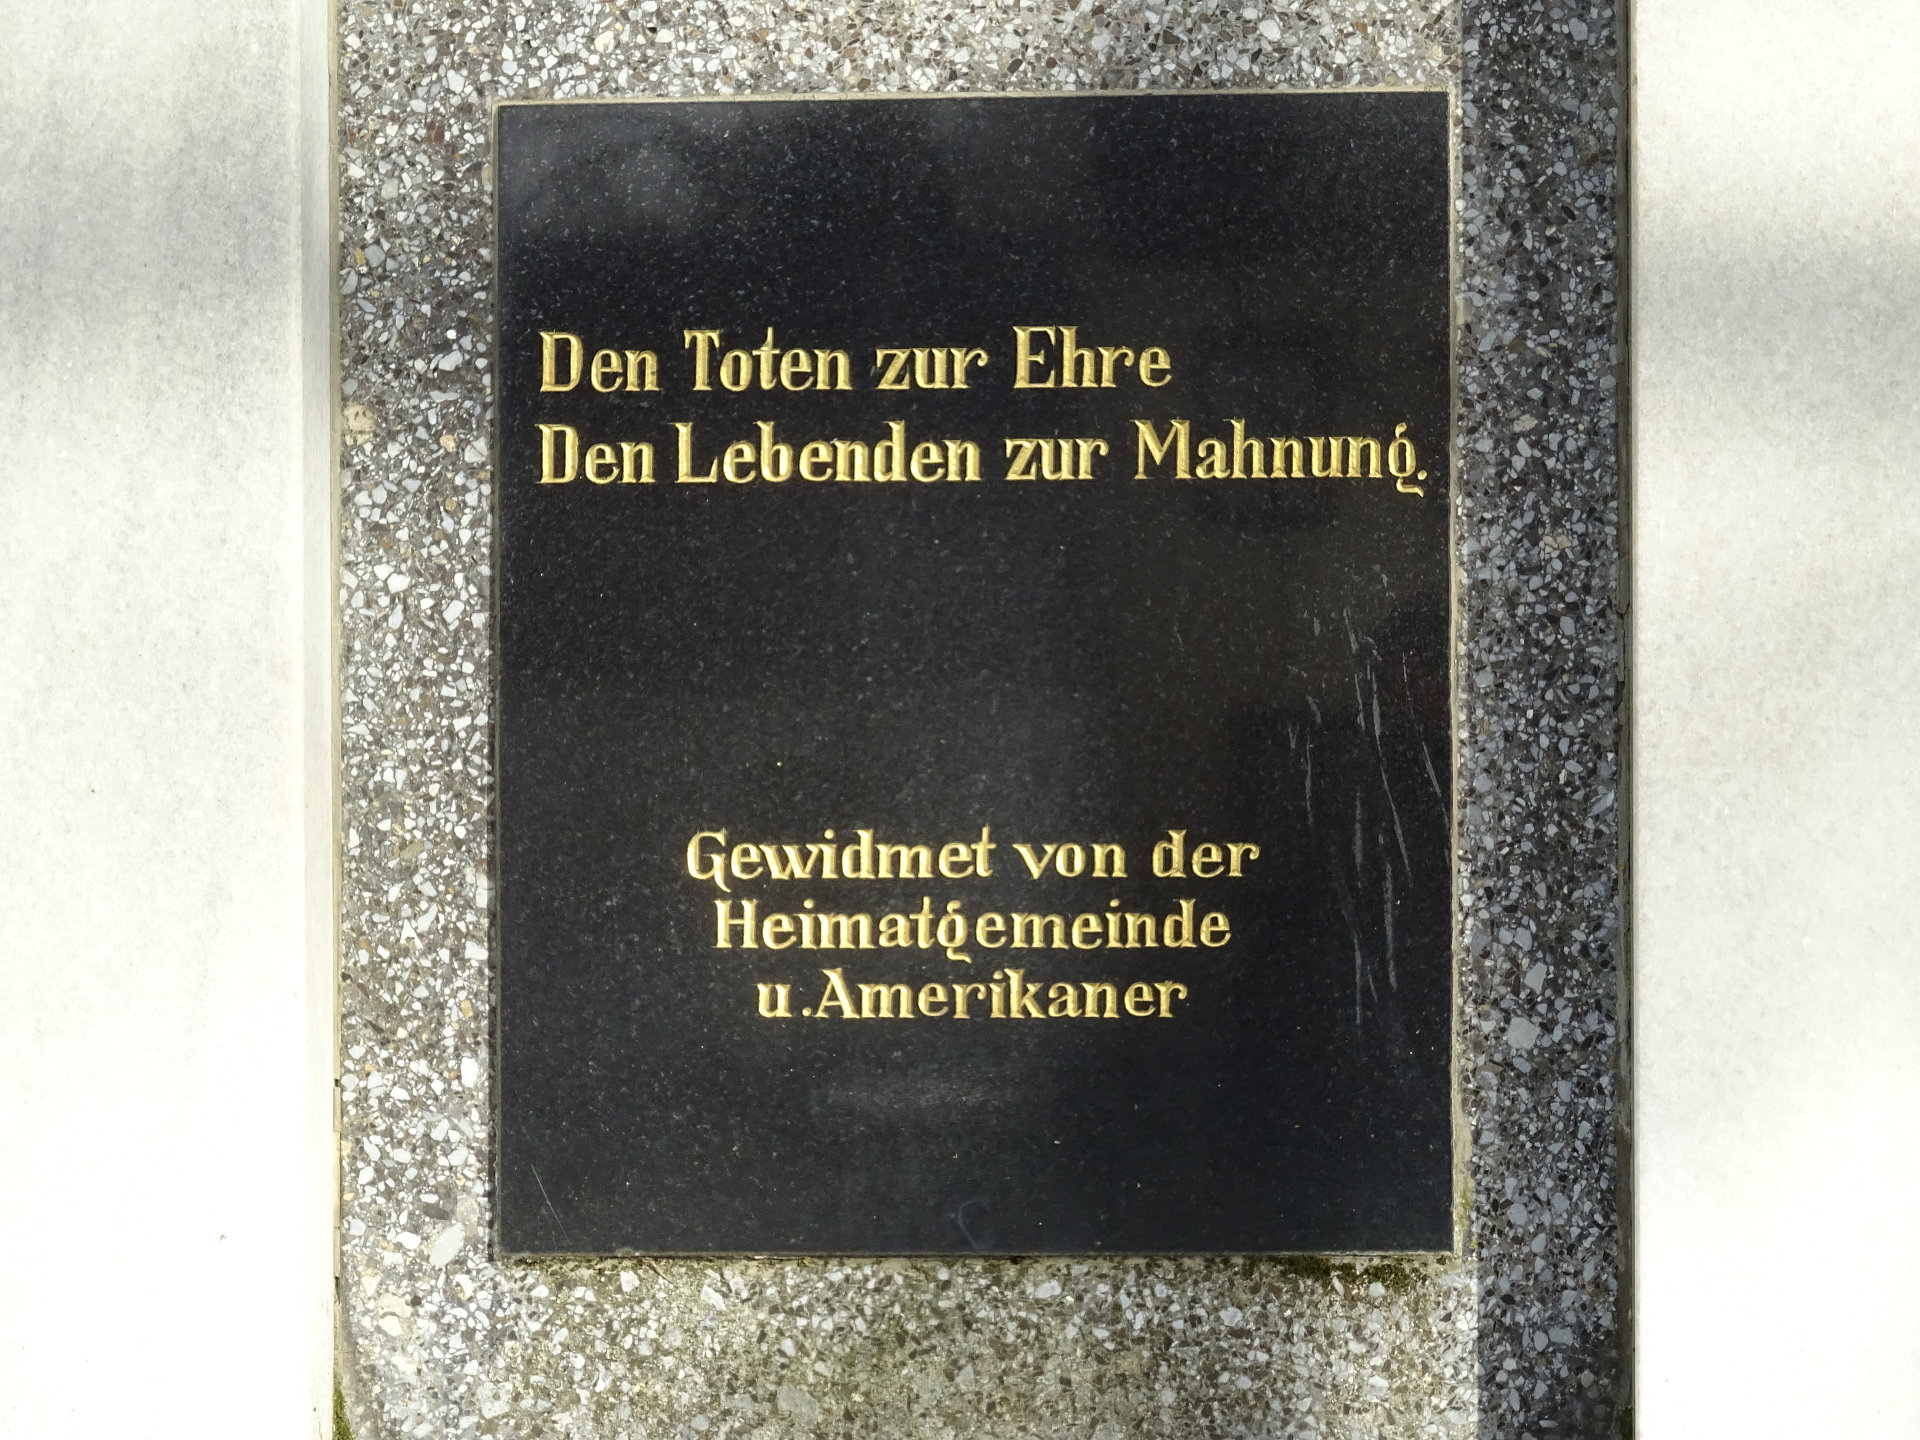 Den Toten zur Ehre
Den Lebenden zur Mahnung.
Gewidmet von der
Heimatgemeinde
u. Amerikaner